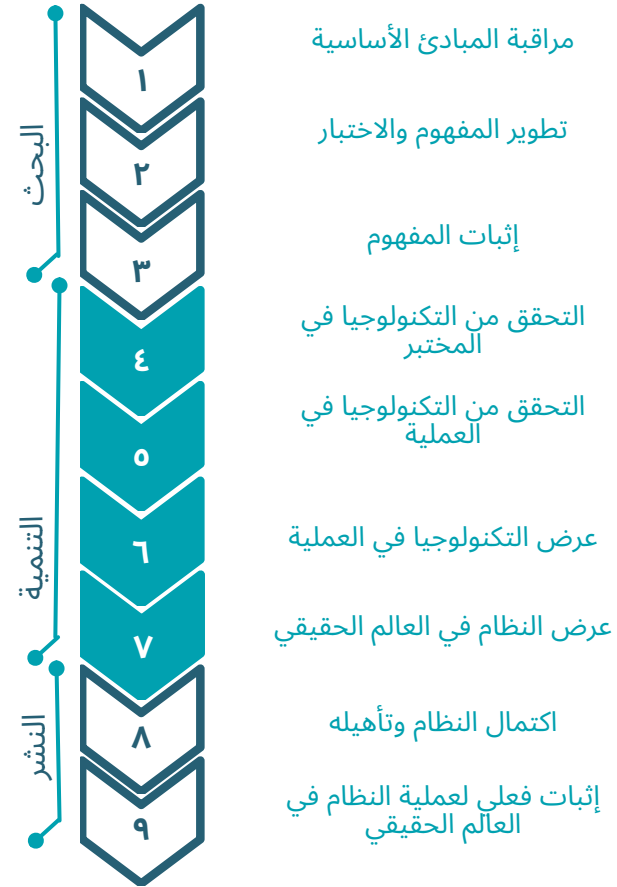 البحث
١
مراقبة المبادئ الأساسية
٢
تطوير المفهوم والاختبار
٣
إثبات المفهوم
التنمية
٤
التحقق من التكنولوجيا في
المختبر
٥
التحقق من التكنولوجيا في
العملية
٦
عرض التكنولوجيا في العملية
٧
عرض النظام في العالم الحقيقي
النشر
٨
اكتمال النظام وتأهيله
٩
إثبات فعلي لعملية النظام في
العالم الحقيقي